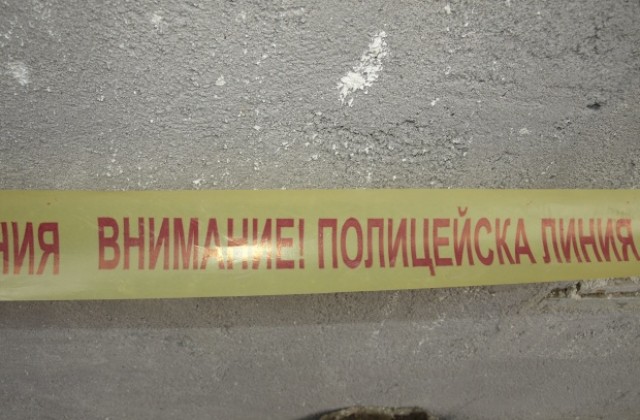 НИЯ ВНИМАНИЕ! ПОЛИЦЕЙСКА ЛИНИЯ